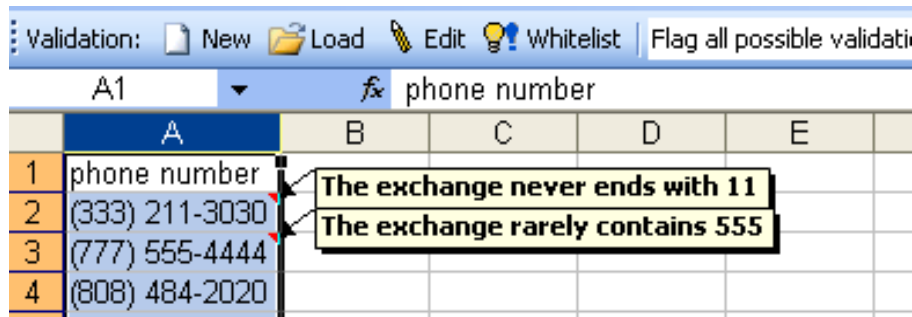 Validation: New Load Edit Whitelist Flag all possible validati
A1 fx phone number
A B C D E
1 phone number
The exchange never ends with 11
2 (333) 211-3030
The exchange rarely contains 555
3 (777) 555-4444
4 (808) 484-2020